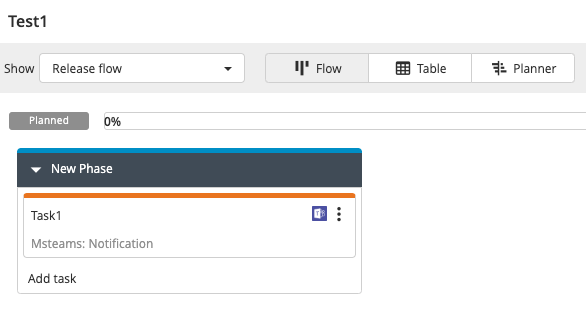 Test1
Show Release flow Flow Table Planner
Planned 0%
New Phase
Task1
Msteams: Notification
Add task